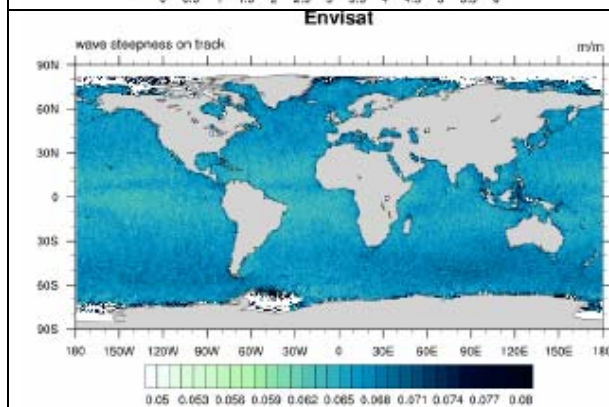 Envisat
wave steepness on track m/m
90N
60N
30N
0
30S
60S
90S
180 150W 120W 90W 60W 30W 0 30E 60E 90E 120E 150E 180
0.05 0.053 0.056 0.059 0.062 0.065 0.068 0.071 0.074 0.077 0.08